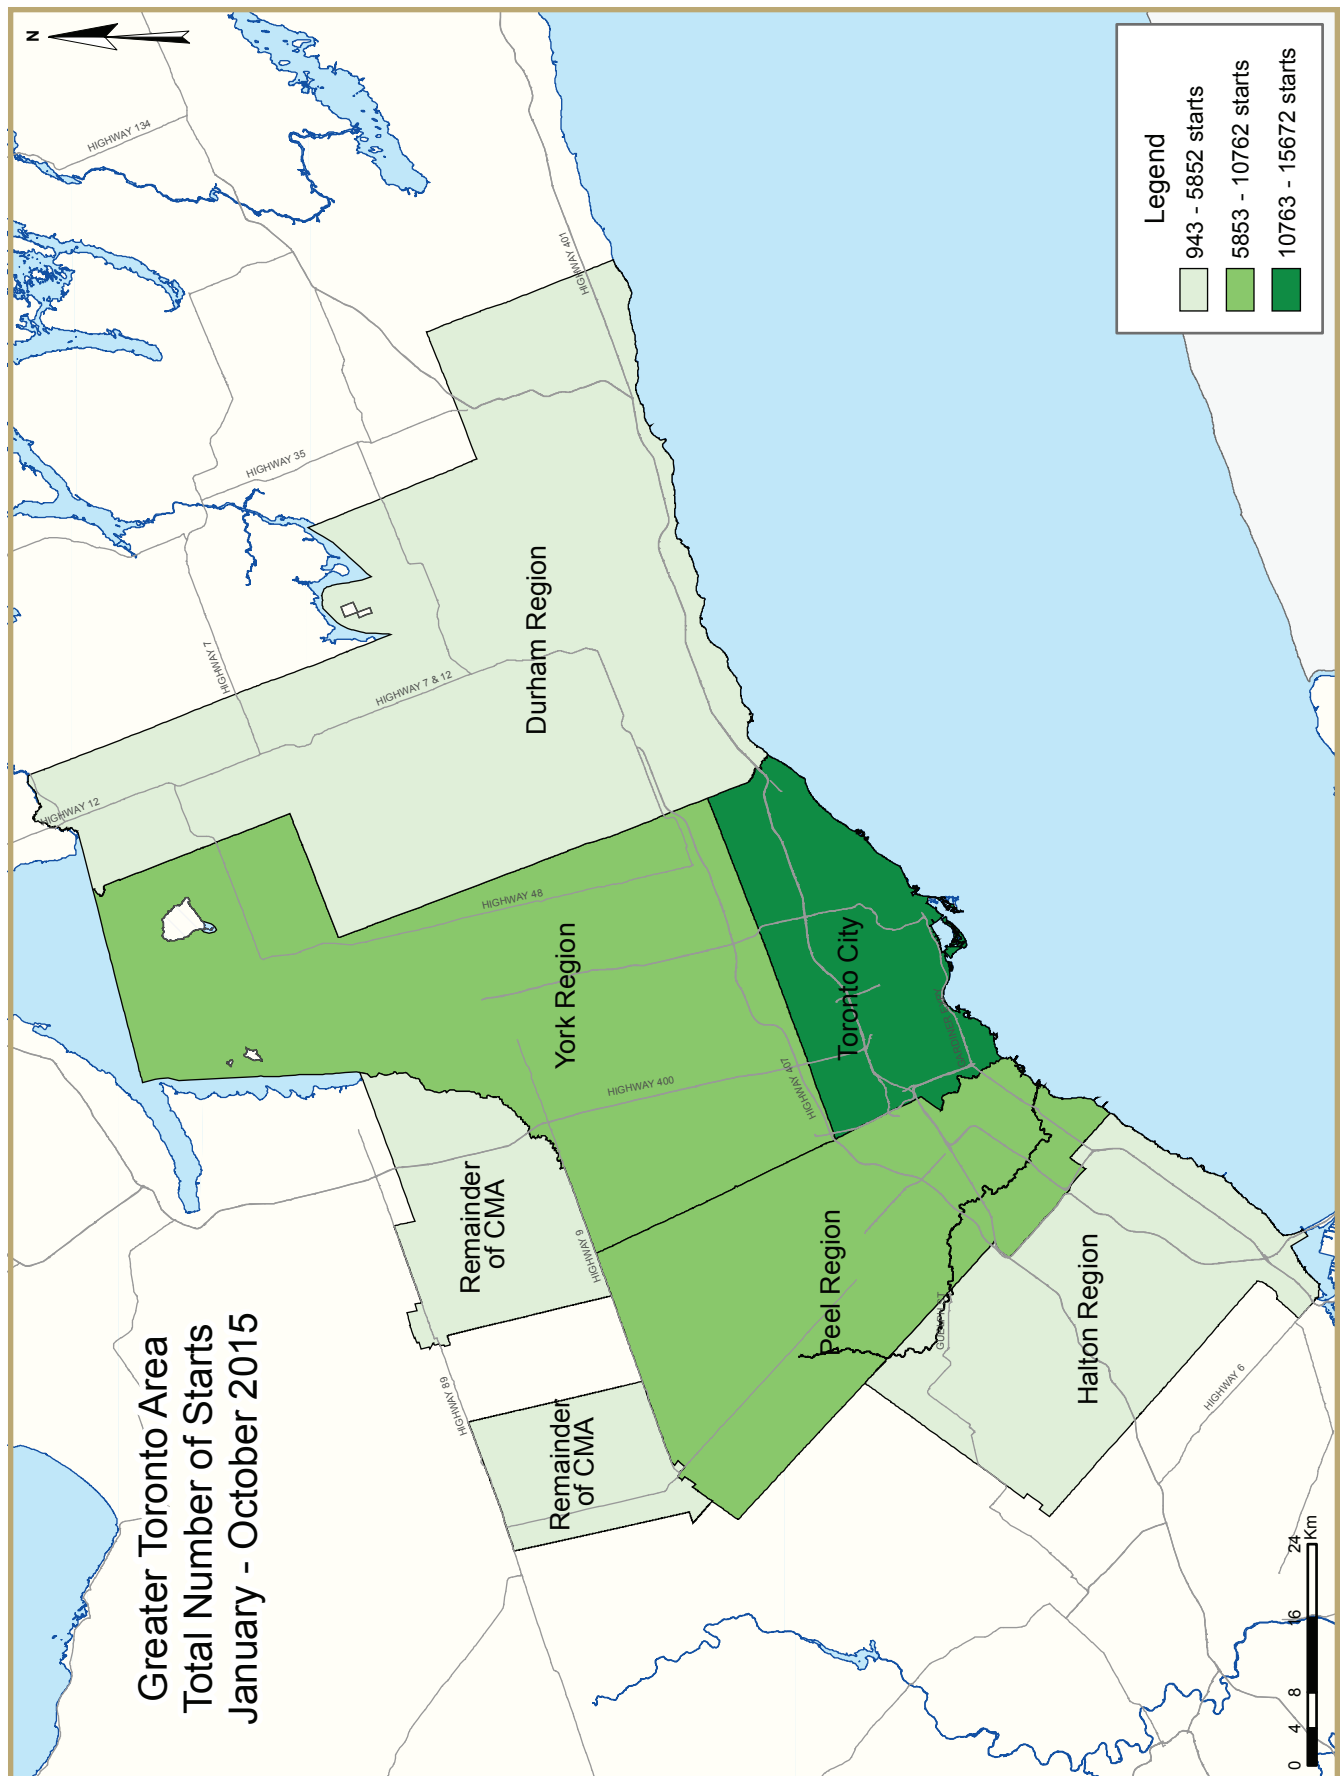 Greater Toronto Area
Total Number of Starts
January - October 2015
N
HIGHWAY 134
HIGHWAY 401
HIGHWAY 35
HIGHWAY 7
HIGHWAY 7 & 12
HIGHWAY 12
Durham Region
HIGHWAY 48
York Region
HIGHWAY 400
HIGHWAY 407
Toronto City
Remainder
of CMA
HIGHWAY 9
HIGHWAY 89
Remainder
of CMA
Peel Region
Halton Region
HIGHWAY 6
0 4 8 16 24
Km
Legend
943 - 5852 starts
5853 - 10762 starts
10763 - 15672 starts